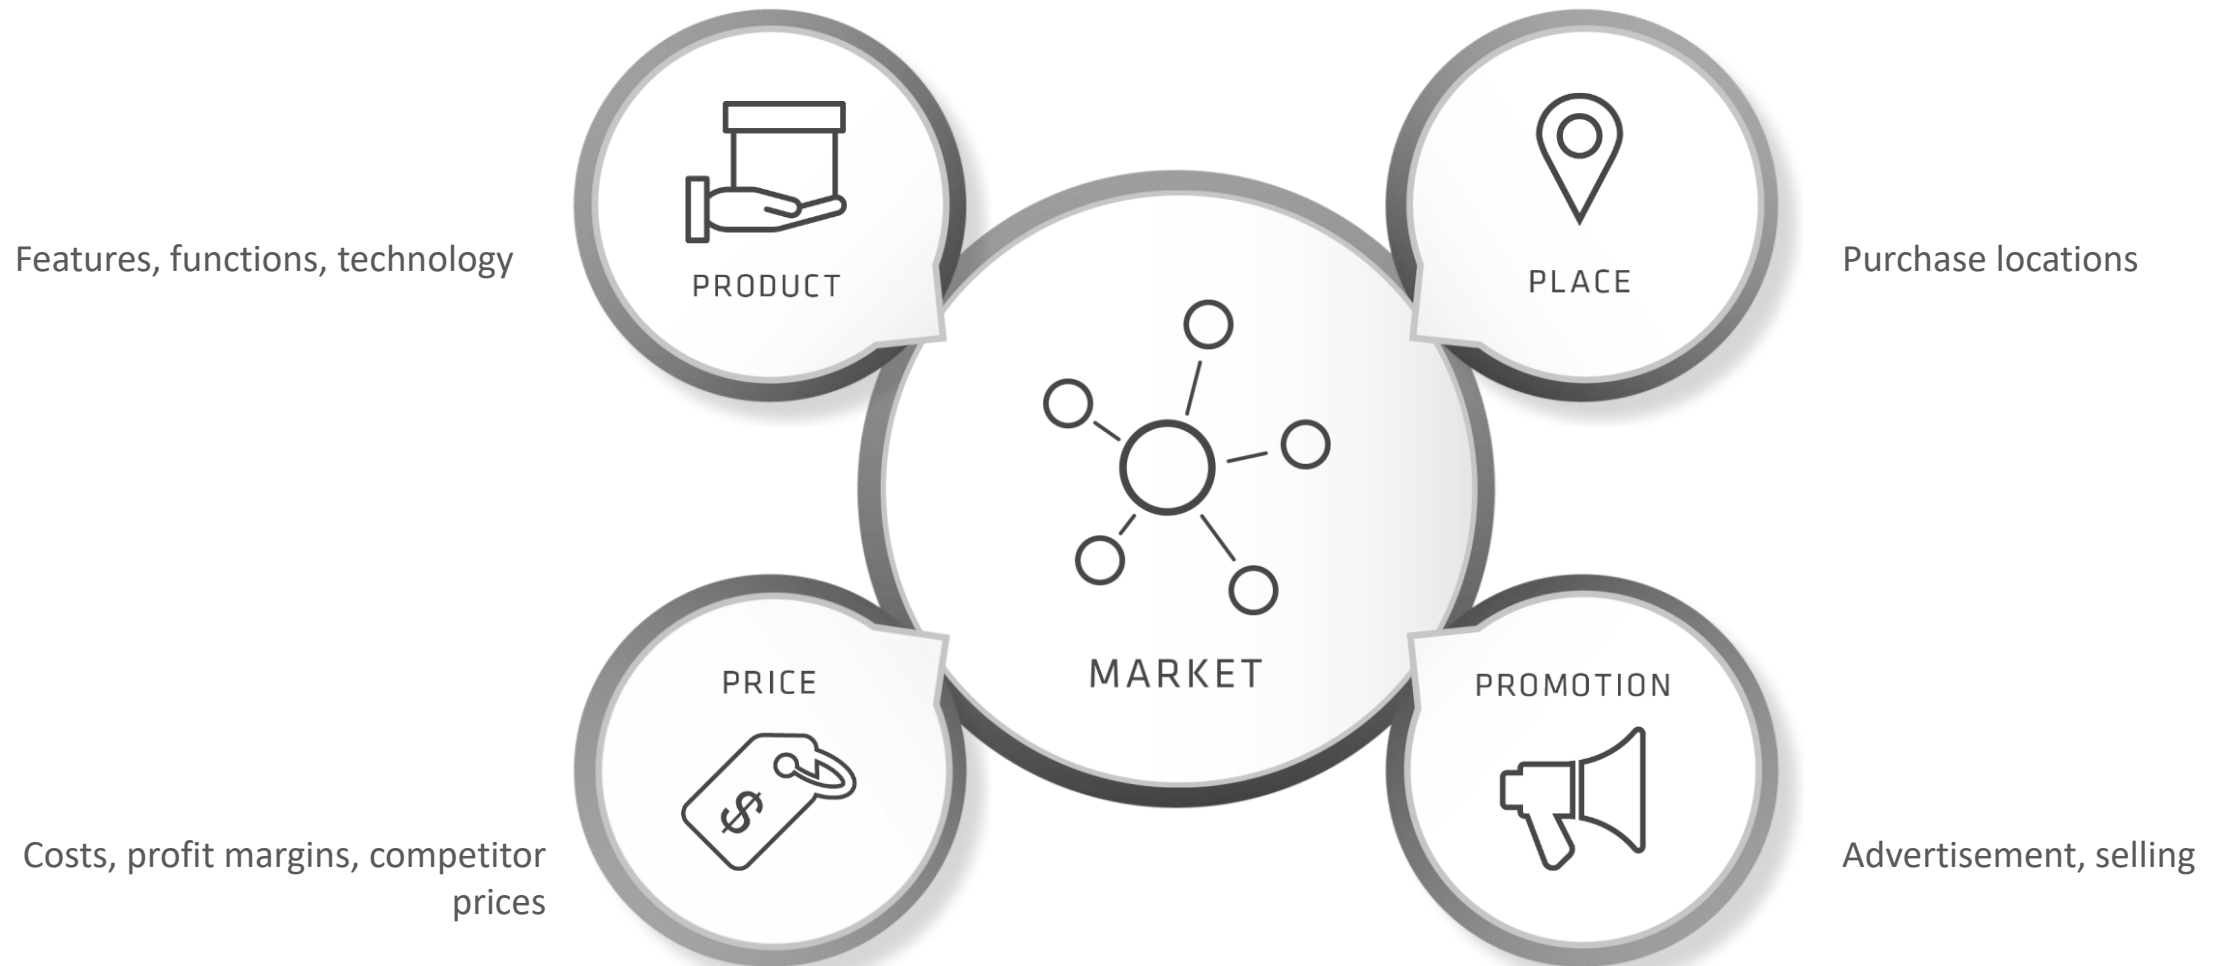 PRODUCT
Features, functions, technology
PLACE
Purchase locations
MARKET
PRICE
$
Costs, profit margins, competitor
prices
PROMOTION
Advertisement, selling